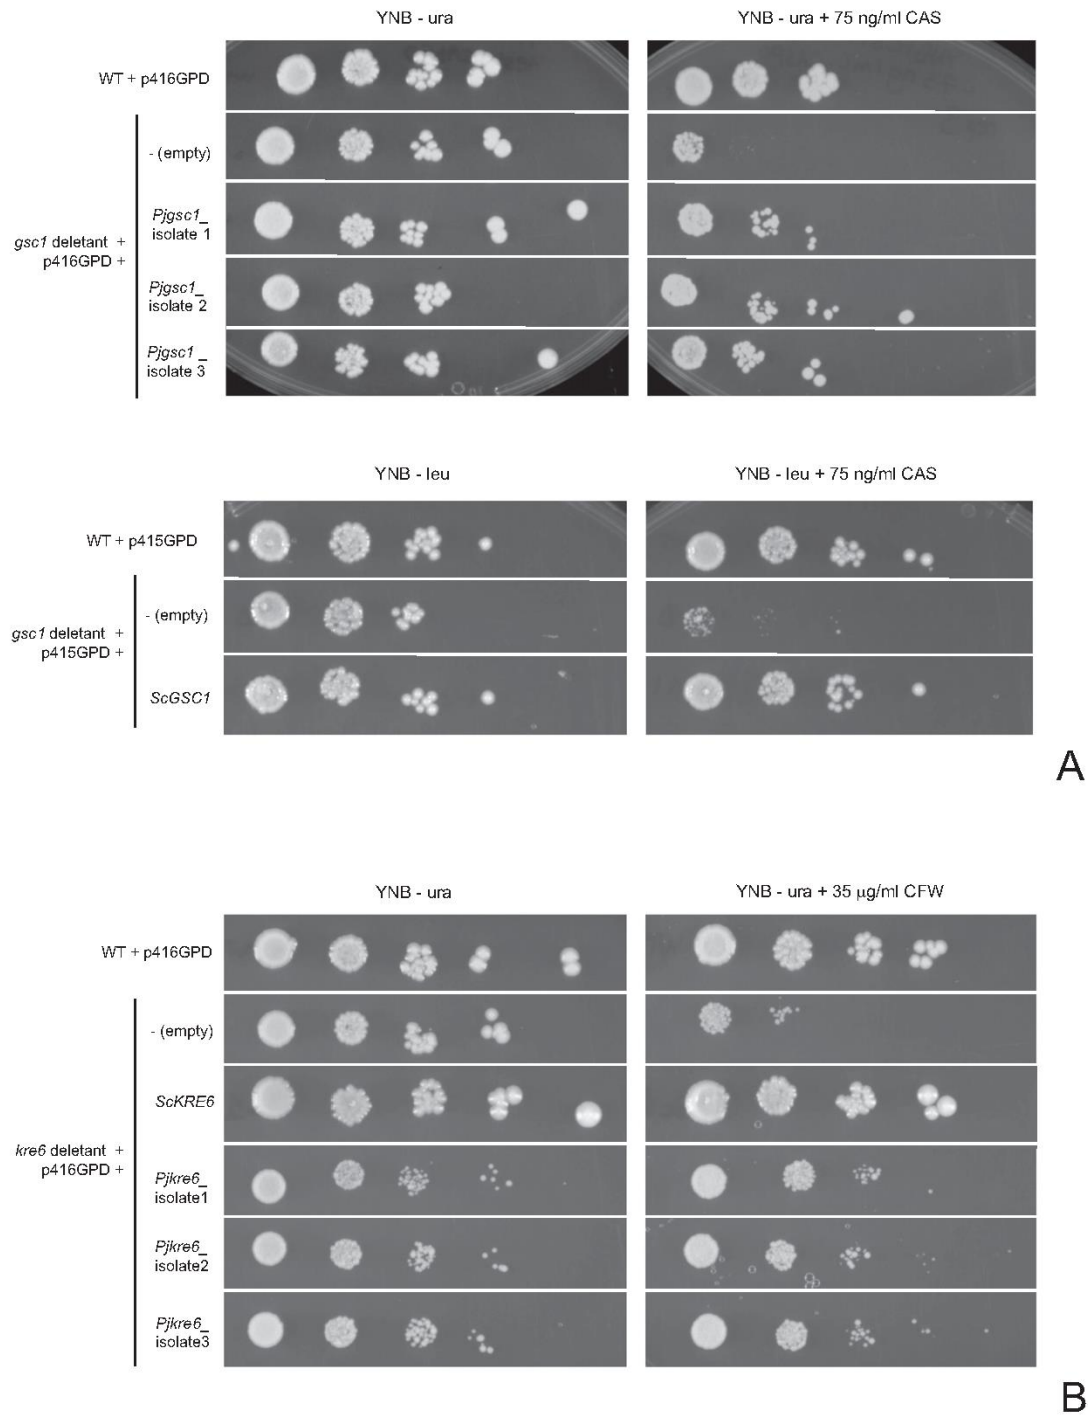 YNB - ura
YNB - ura + 75 ng/ml CAS
WT + p416GPD
- (empty)
Pjgsc1_
isolate 1
gsc1 deletant +
p416GPD +
Pjgsc1_
isolate 2
Pjgsc1_
isolate 3
YNB - leu
YNB - leu + 75 ng/ml CAS
WT + p415GPD
- (empty)
gsc1 deletant +
p415GPD +
ScGSC1
A
YNB - ura
YNB - ura + 35 μg/ml CFW
WT + p416GPD
- (empty)
ScKRE6
kre6 deletant +
p416GPD +
Pjkre6_
isolate1
Pjkre6_
isolate2
Pjkre6_
isolate3
B